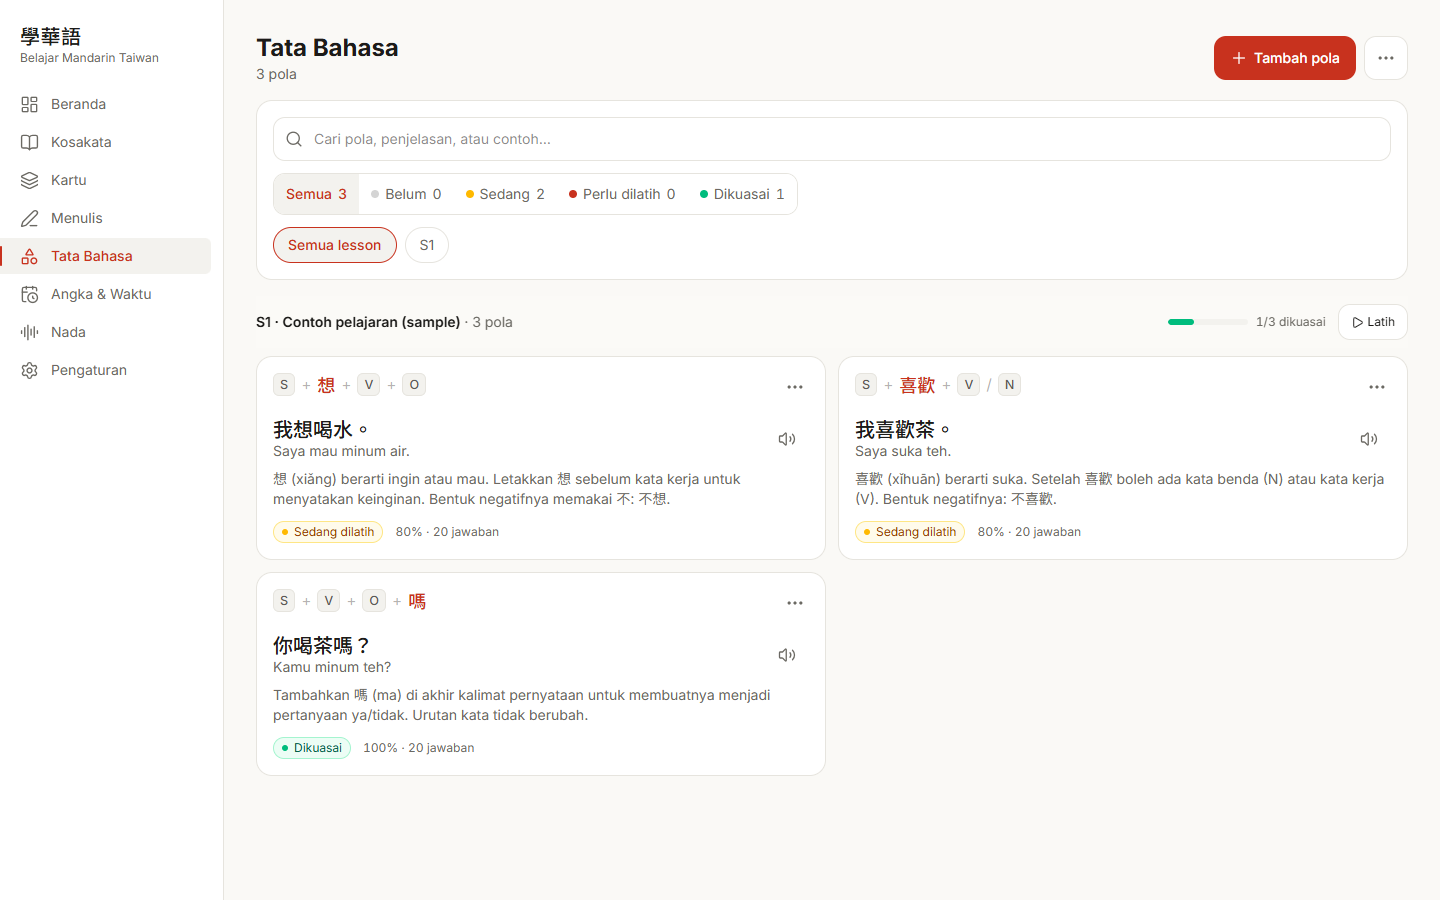 學華語
Belajar Mandarin Taiwan
Beranda
Kosakata
Kartu
Menulis
Tata Bahasa
Angka & Waktu
Nada
Pengaturan
Tata Bahasa
3 pola
Tambah pola
Cari pola, penjelasan, atau contoh...
Semua 3 Belum 0 Sedang 2 Perlu dilatih 0 Dikuasai 1
Semua lesson S1
S1 · Contoh pelajaran (sample) · 3 pola
1/3 dikuasai Latih
S + 想 + V + O
我想喝水。
Saya mau minum air.
想 (xiǎng) berarti ingin atau mau. Letakkan 想 sebelum kata kerja untuk
menyatakan keinginan. Bentuk negatifnya memakai 不: 不想.
Sedang dilatih 80% · 20 jawaban
S + 喜歡 + V / N
我喜歡茶。
Saya suka teh.
喜歡 (xǐhuān) berarti suka. Setelah 喜歡 boleh ada kata benda (N) atau kata kerja
(V). Bentuk negatifnya: 不喜歡.
Sedang dilatih 80% · 20 jawaban
S + V + O + 嗎
你喝茶嗎？
Kamu minum teh?
Tambahkan 嗎 (ma) di akhir kalimat pernyataan untuk membuatnya menjadi
pertanyaan ya/tidak. Urutan kata tidak berubah.
Dikuasai 100% · 20 jawaban